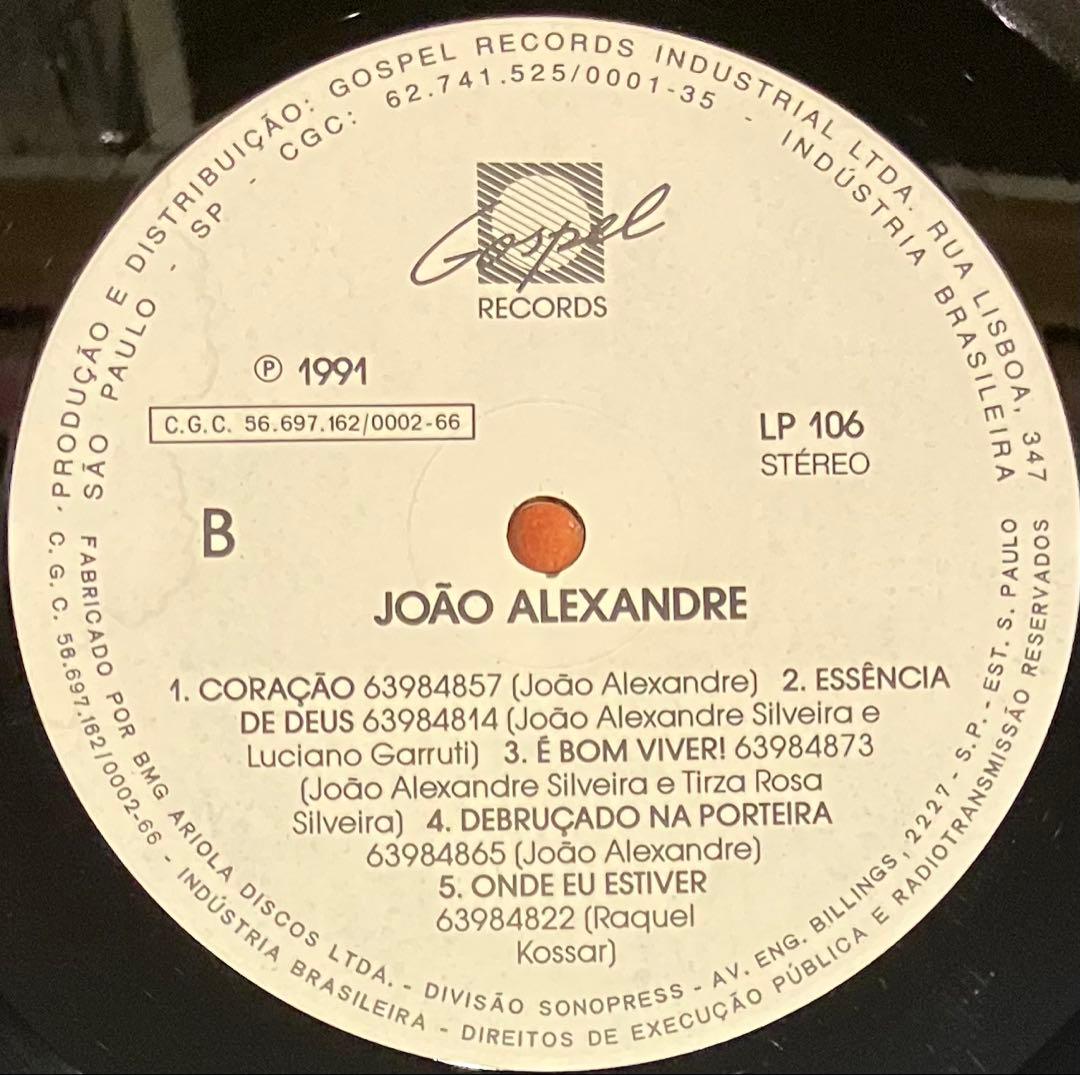 PRODUÇÃO E DISTRIBUIÇÃO: GOSPEL RECORDS INDUSTRIAL LTDA. RUA LISBOA, 347
SÃO PAULO - SP - CGC: 62.741.525/0001-35 - INDÚSTRIA BRASILEIRA
Gospel
RECORDS
Ⓟ 1991
C.G.C. 56.697.162/0002-66
LP 106
STÉREO
B
JOÃO ALEXANDRE
1. CORAÇÃO 63984857 (João Alexandre) 2. ESSÊNCIA
DE DEUS 63984814 (João Alexandre Silveira e
Luciano Garruti) 3. É BOM VIVER! 63984873
(João Alexandre Silveira e Tirza Rosa
Silveira) 4. DEBRUÇADO NA PORTEIRA
63984865 (João Alexandre)
5. ONDE EU ESTIVER
63984822 (Raquel
Kossar)
FABRICADO POR BMG ARIOLA DISCOS LTDA. - DIVISÃO SONOPRESS - AV. ENG. BILLINGS, 2227 - S.P. - EST. S. PAULO
C.G.C. 56.697.162/0002-66 - INDÚSTRIA BRASILEIRA - DIREITOS DE EXECUÇÃO PÚBLICA E RADIOTRANSMISSÃO RESERVADOS